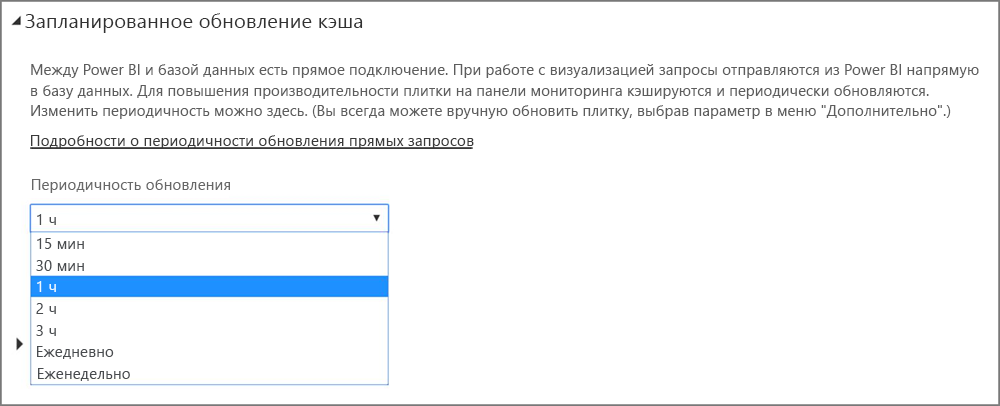 Запланированное обновление кэша
Между Power BI и базой данных есть прямое подключение. При работе с визуализацией запросы отправляются из Power BI напрямую
в базу данных. Для повышения производительности плитки на панели мониторинга кэшируются и периодически обновляются.
Изменить периодичность можно здесь. (Вы всегда можете вручную обновить плитку, выбрав параметр в меню "Дополнительно".)
Подробности о периодичности обновления прямых запросов
Периодичность обновления
1 ч
15 мин
30 мин
1 ч
2 ч
3 ч
Ежедневно
Еженедельно